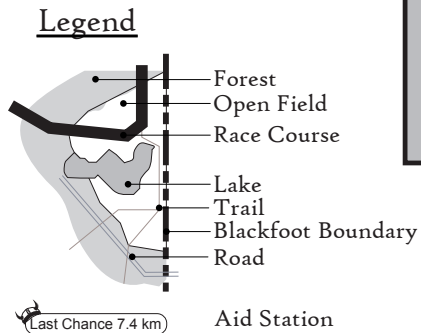 Legend
Forest
Open Field
Race Course
Lake
Trail
Blackfoot Boundary
Road
Last Chance 7.4 km
Aid Station